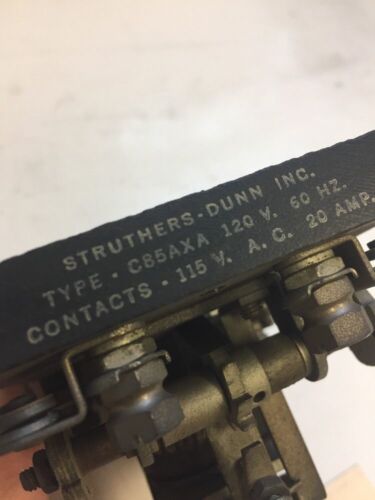 STRUTHERS-DUNN INC.
TYPE - C85AXA 120 V. 60 HZ.
CONTACTS - 115 V. A.C. 20 AMP.